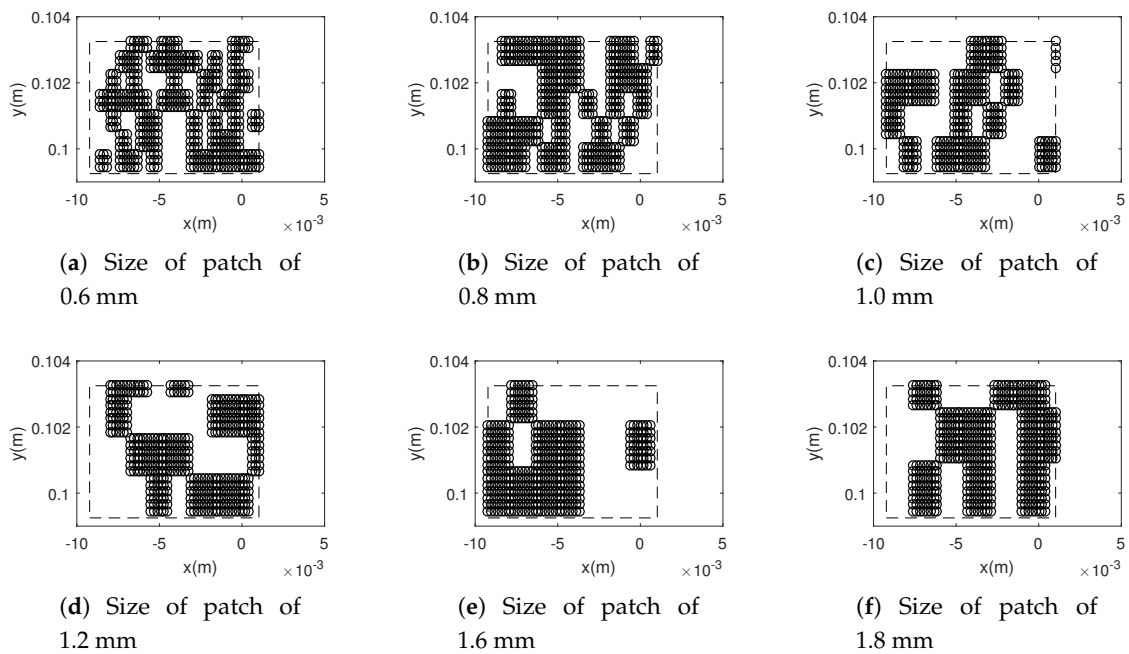 0.104
0.102
0.1
y(m)
-10 -5 0 5
x(m) ×10-3
(a) Size of patch of
0.6 mm
0.104
0.102
0.1
y(m)
-10 -5 0 5
x(m) ×10-3
(b) Size of patch of
0.8 mm
0.104
0.102
0.1
y(m)
-10 -5 0 5
x(m) ×10-3
(c) Size of patch of
1.0 mm
0.104
0.102
0.1
y(m)
-10 -5 0 5
x(m) ×10-3
(d) Size of patch of
1.2 mm
0.104
0.102
0.1
y(m)
-10 -5 0 5
x(m) ×10-3
(e) Size of patch of
1.6 mm
0.104
0.102
0.1
y(m)
-10 -5 0 5
x(m) ×10-3
(f) Size of patch of
1.8 mm